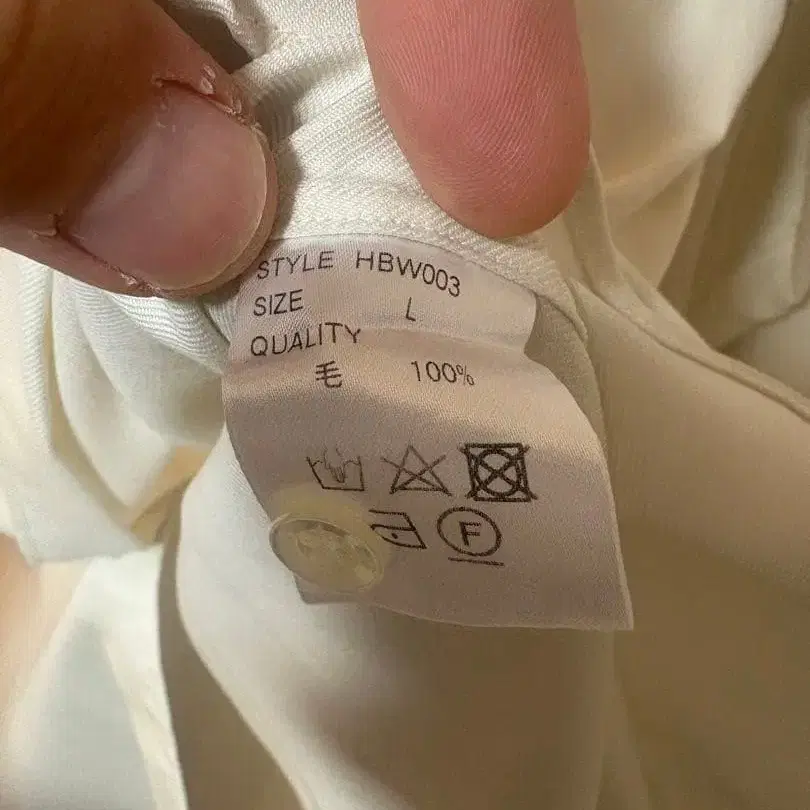 STYLE HBW003
SIZE L
QUALITY
毛 100%
F